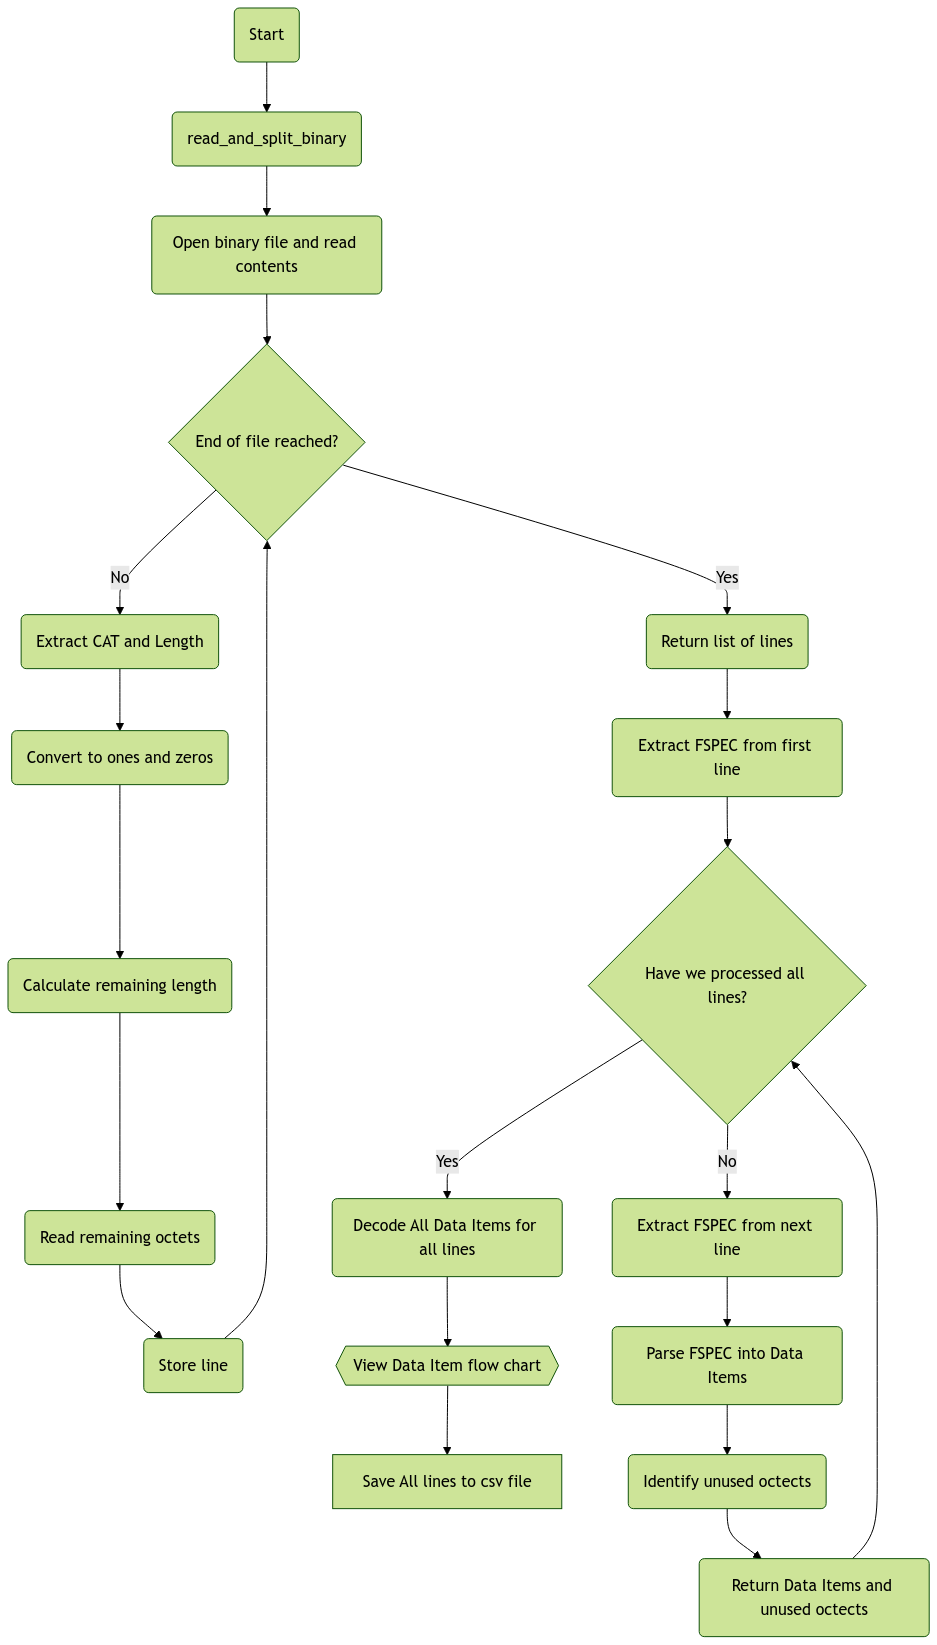 Start
read_and_split_binary
Open binary file and read
contents
End of file reached?
No
Yes
Extract CAT and Length
Return list of lines
Convert to ones and zeros
Extract FSPEC from first
line
Calculate remaining length
Have we processed all
lines?
Yes
No
Read remaining octets
Decode All Data Items for
all lines
Extract FSPEC from next
line
Store line
View Data Item flow chart
Parse FSPEC into Data
Items
Save All lines to csv file
Identify unused octects
Return Data Items and
unused octects